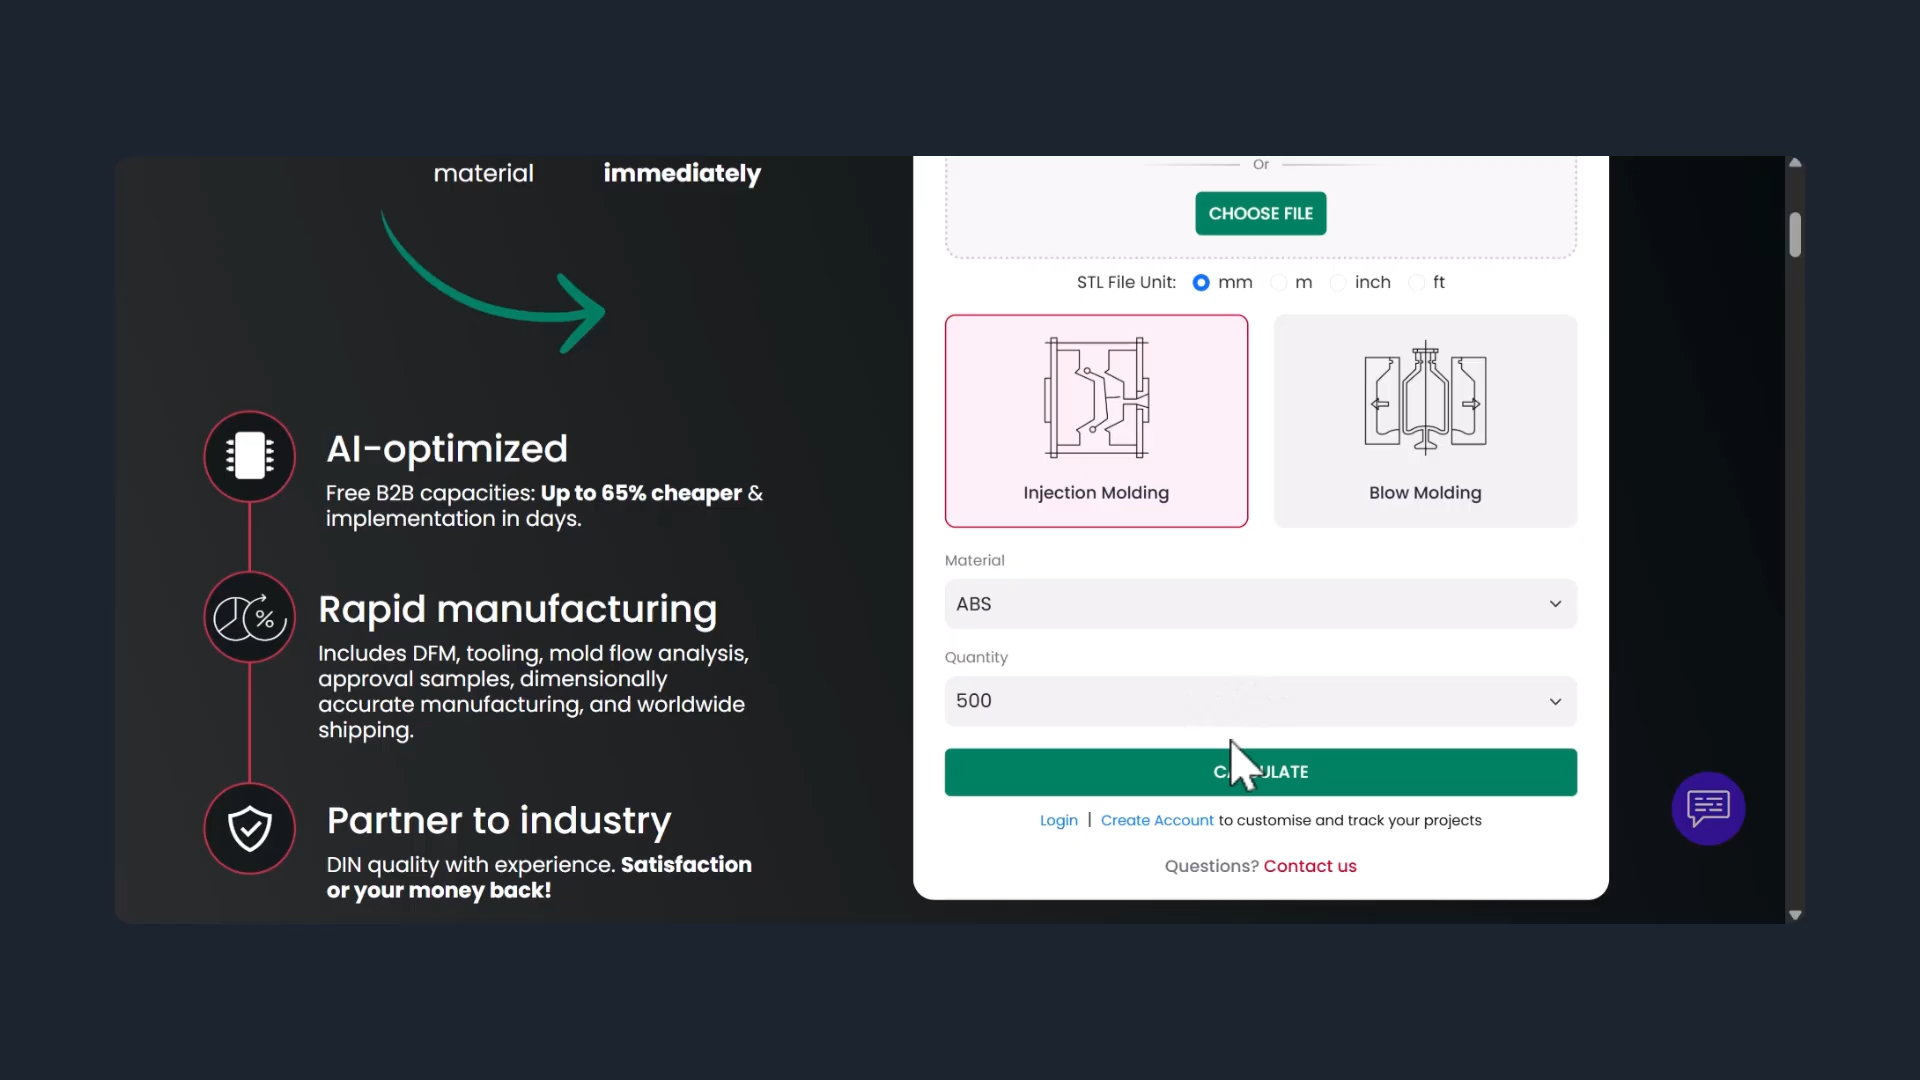 material immediately
AI-optimized
Free B2B capacities: Up to 65% cheaper &
implementation in days.
%
Rapid manufacturing
Includes DFM, tooling, mold flow analysis,
approval samples, dimensionally
accurate manufacturing, and worldwide
shipping.
Partner to industry
DIN quality with experience. Satisfaction
or your money back!
Or
CHOOSE FILE
STL File Unit: mm m inch ft
Injection Molding
Blow Molding
Material
ABS
Quantity
500
Login | Create Account to customise and track your projects
Questions? Contact us